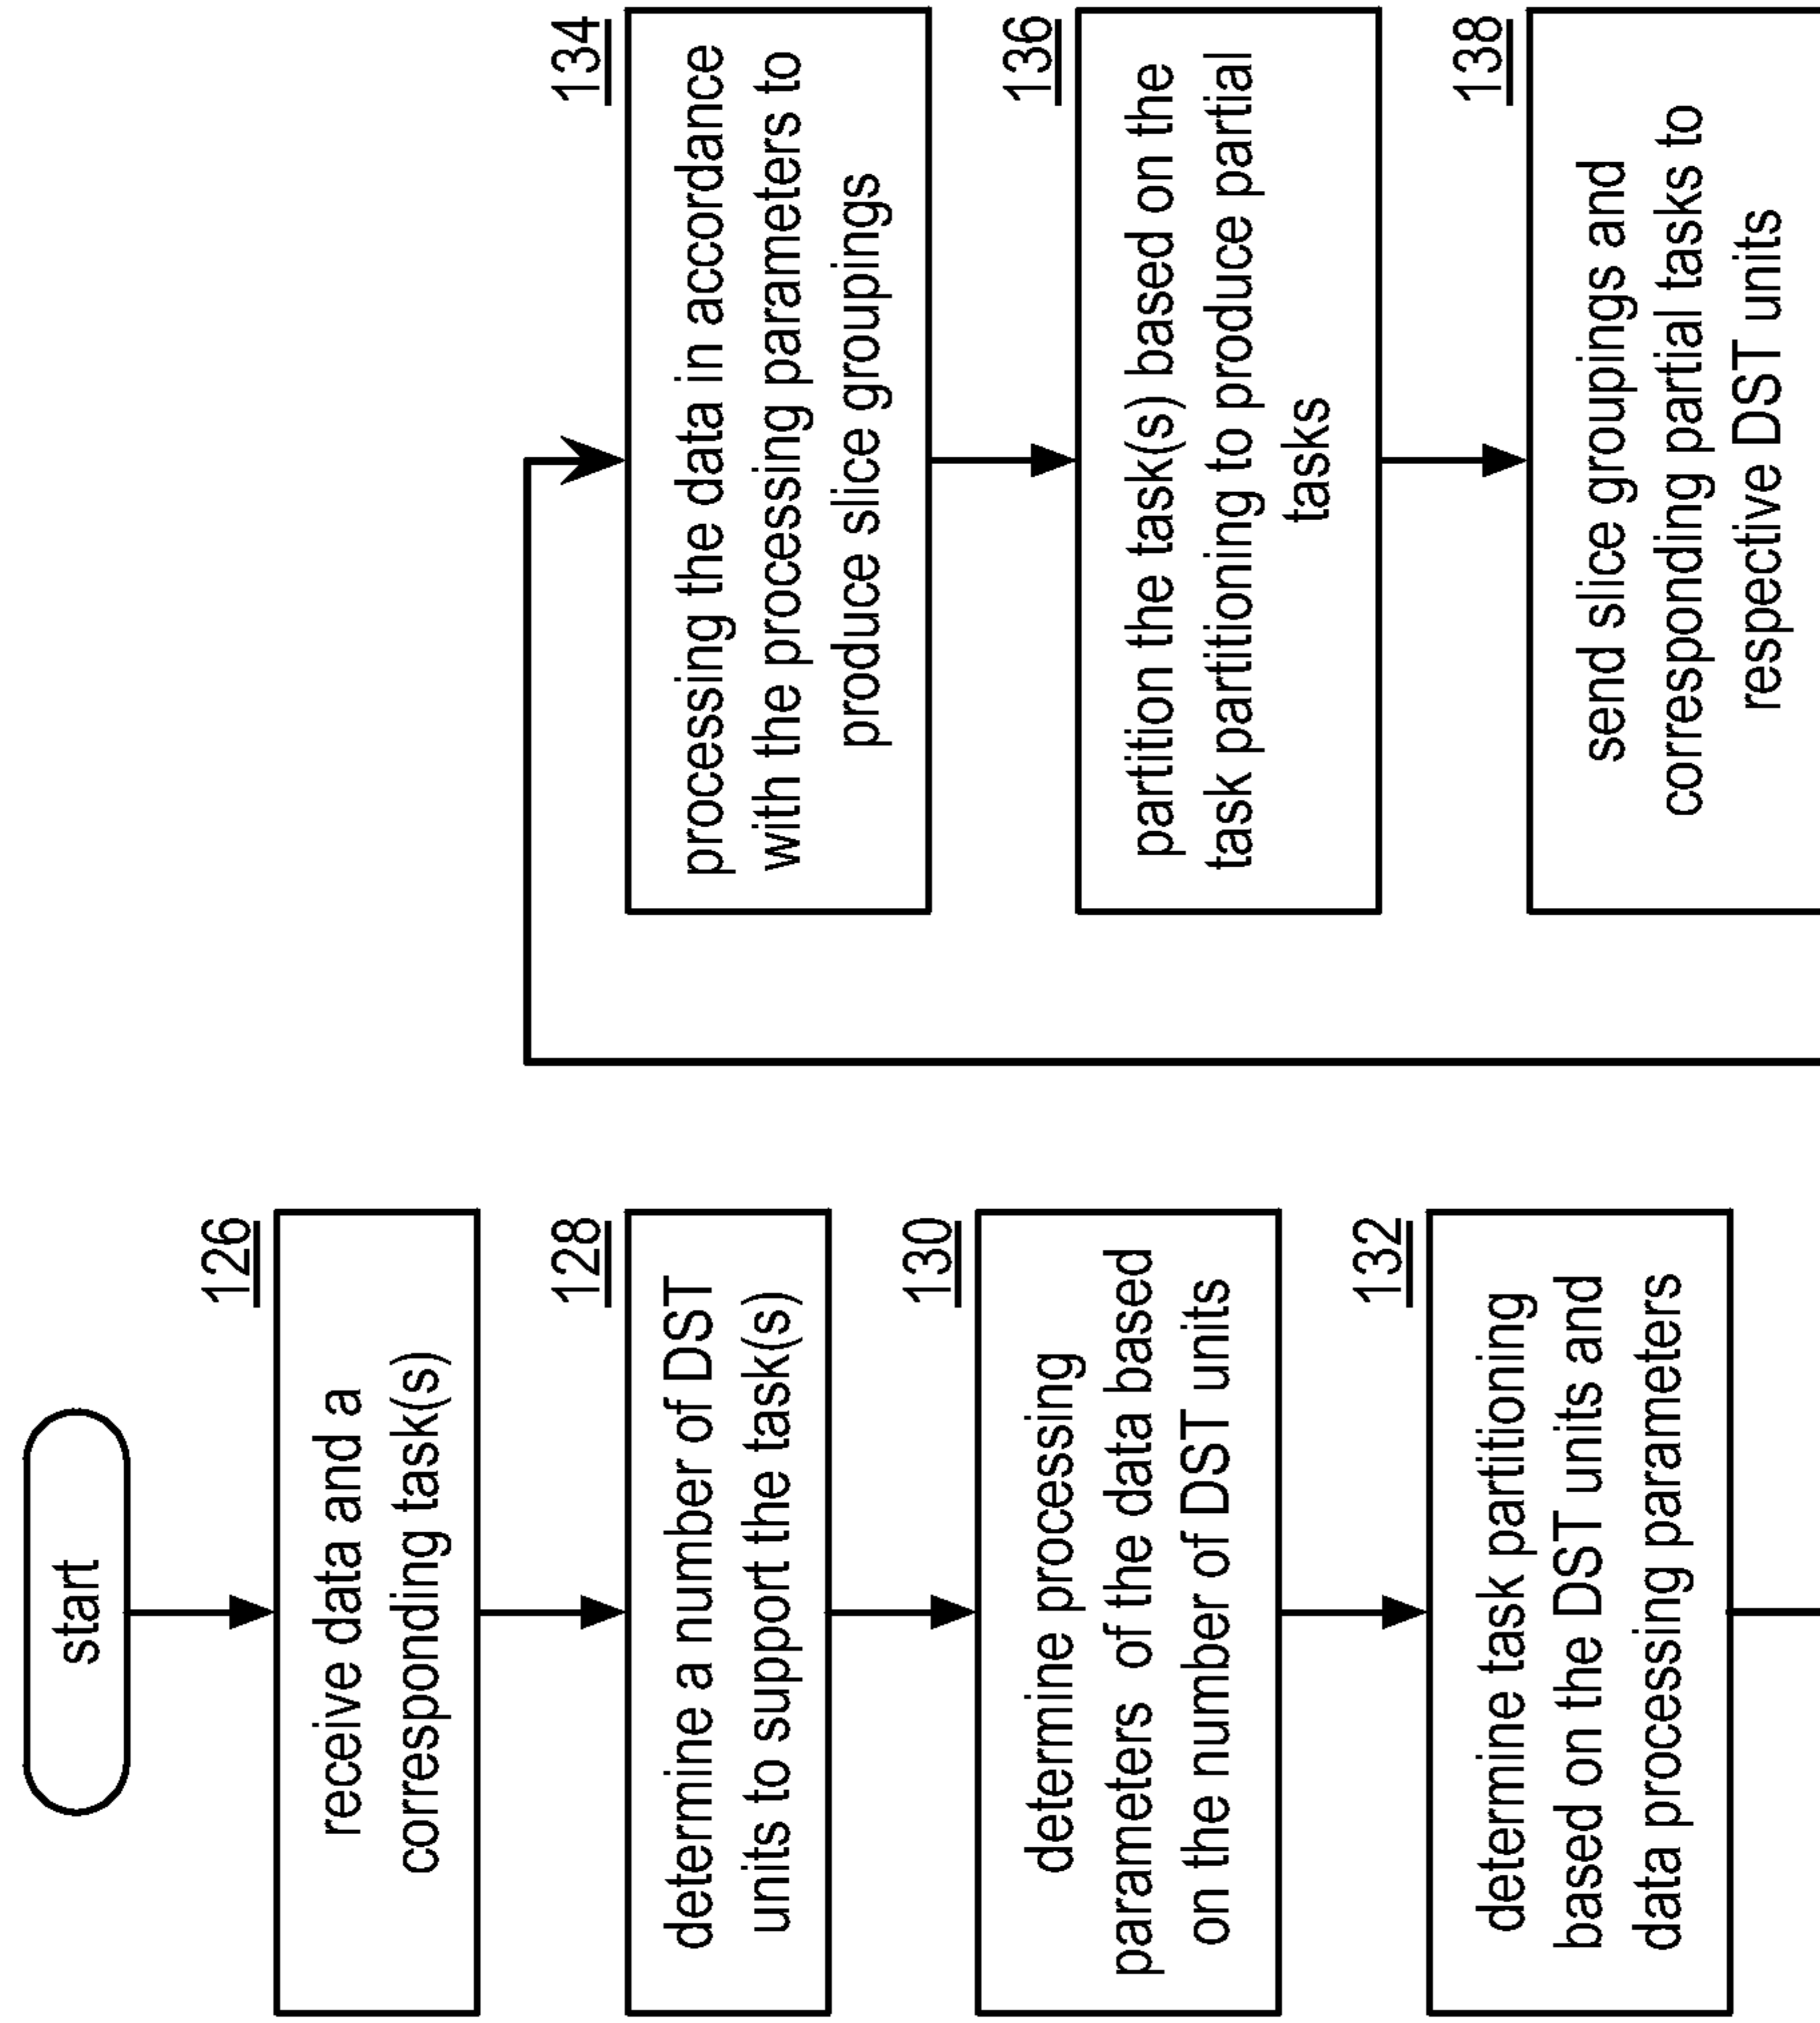 start
126
receive data and a
corresponding task(s)
128
determine a number of DST
units to support the task(s)
130
determine processing
parameters of the data based
on the number of DST units
132
determine task partitioning
based on the DST units and
data processing parameters
134
processing the data in accordance
with the processing parameters to
produce slice groupings
136
partition the task(s) based on the
task partitioning to produce partial
tasks
138
send slice groupings and
corresponding partial tasks to
respective DST units